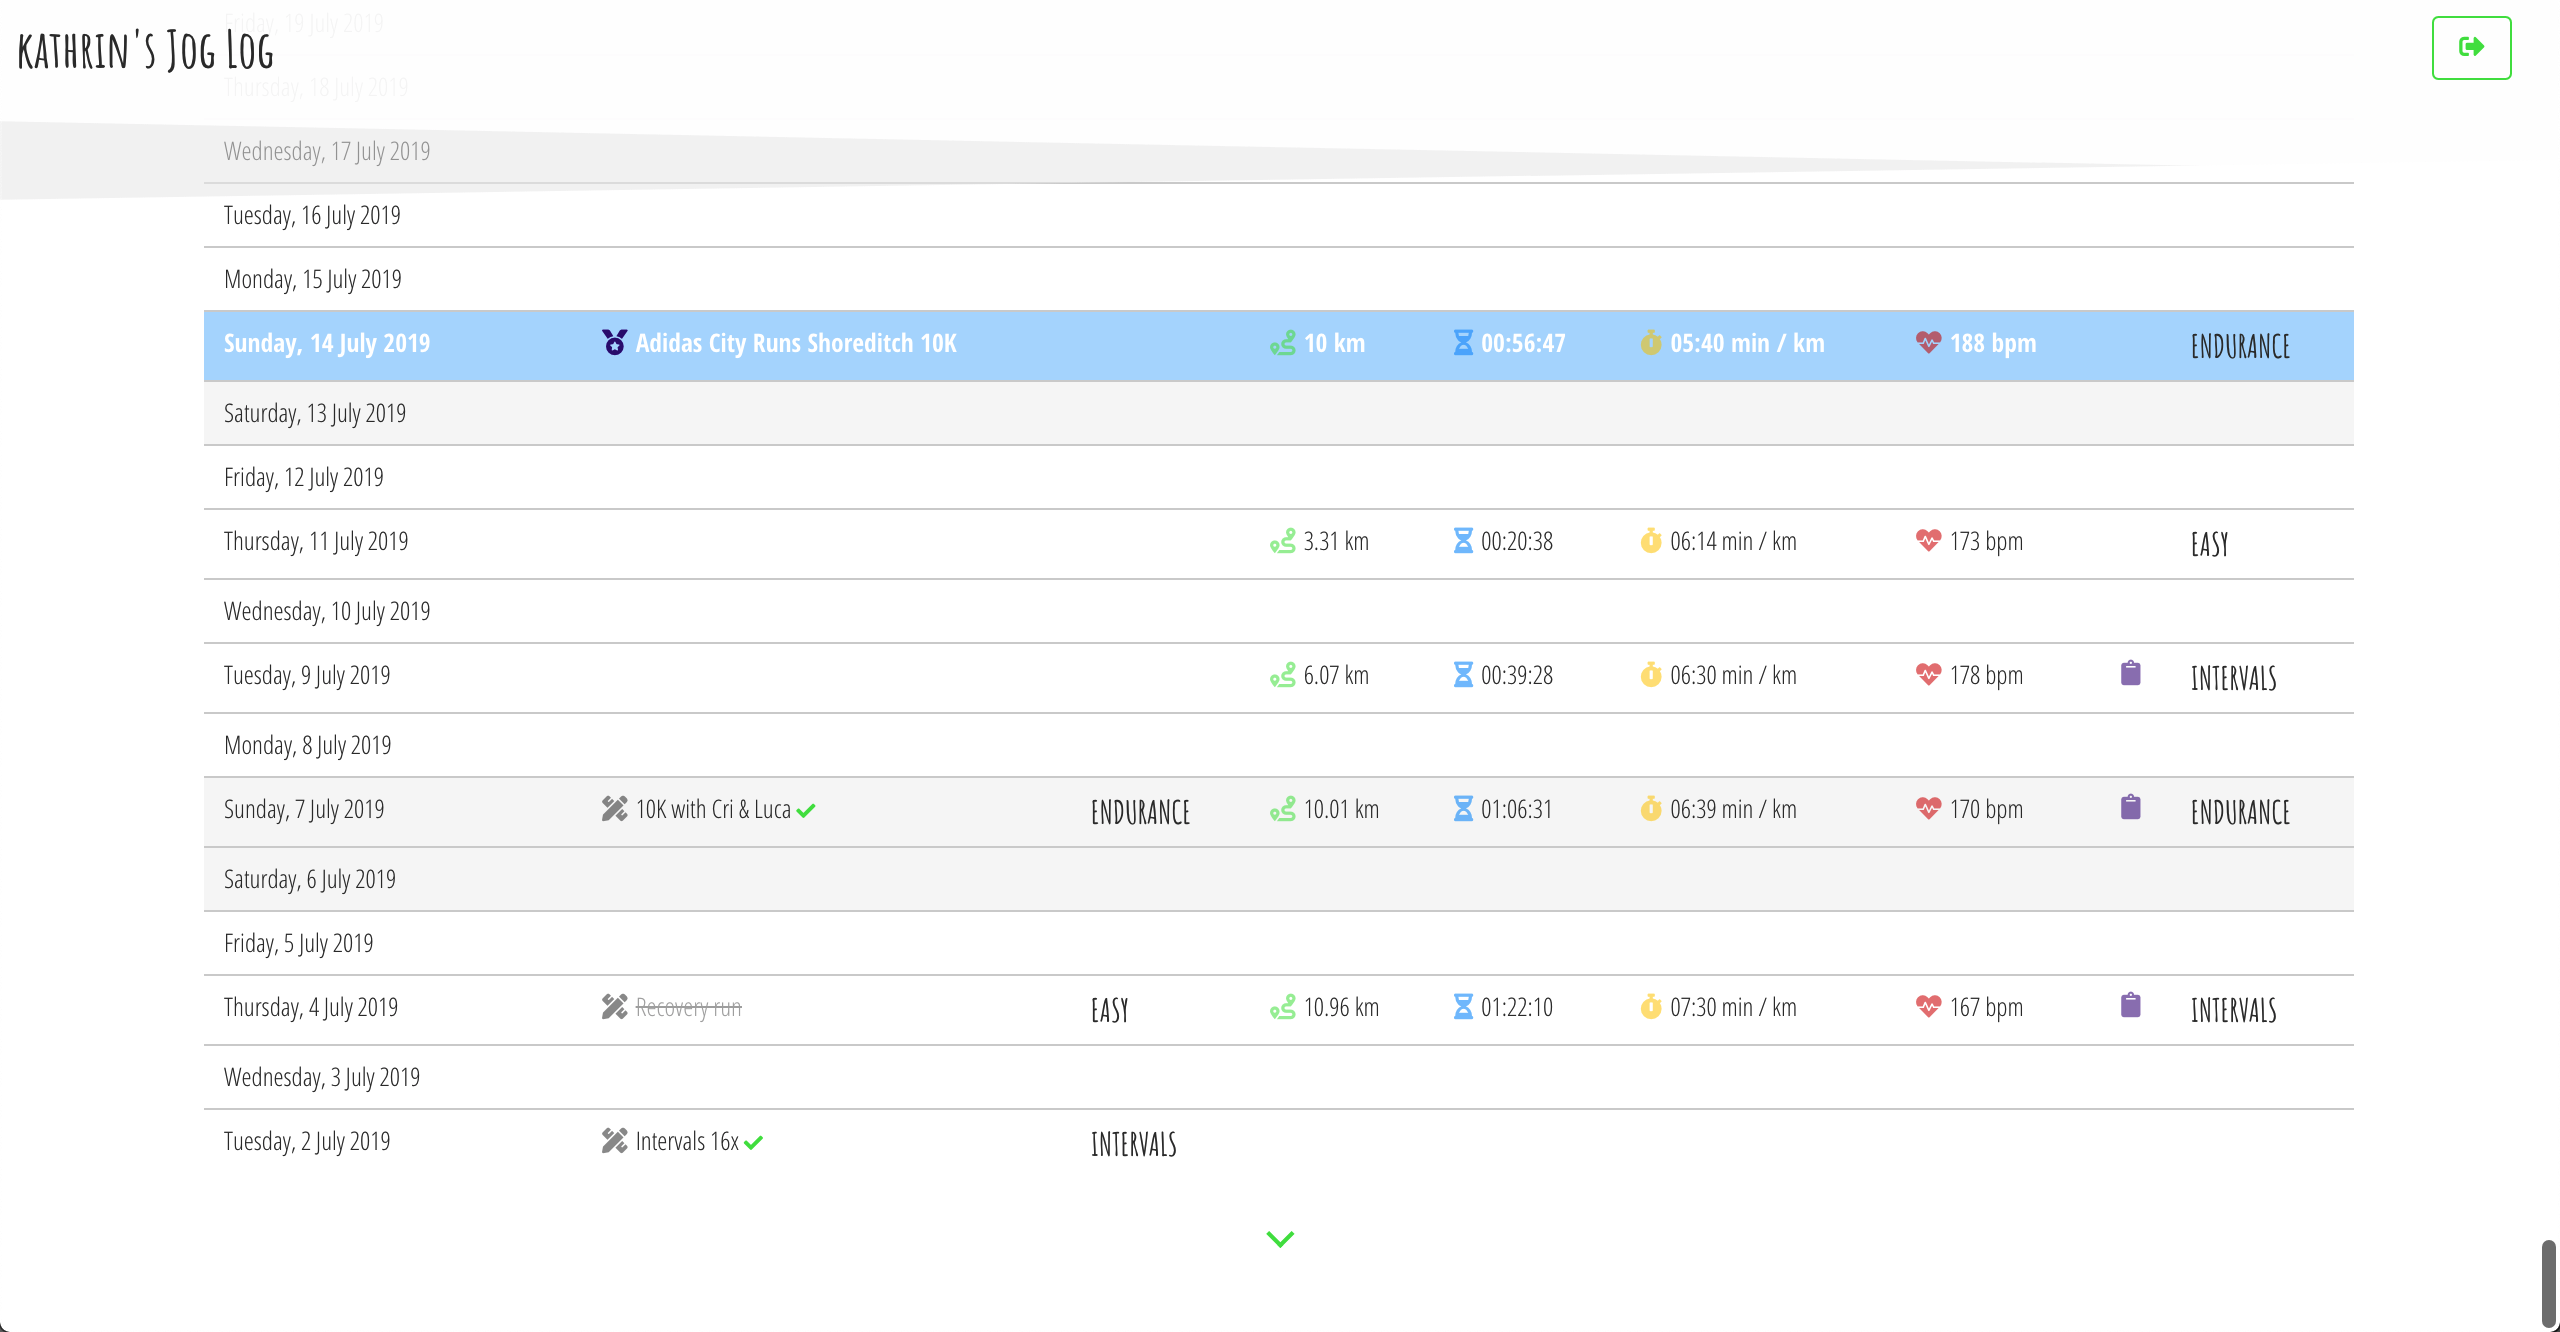 Friday, 19 July 2019
KATHRIN'S JOG LOG
Thursday, 18 July 2019
Wednesday, 17 July 2019
Tuesday, 16 July 2019
Monday, 15 July 2019
Sunday, 14 July 2019 Adidas City Runs Shoreditch 10K 10 km 00:56:47 05:40 min / km 188 bpm ENDURANCE
Saturday, 13 July 2019
Friday, 12 July 2019
Thursday, 11 July 2019 3.31 km 00:20:38 06:14 min / km 173 bpm EASY
Wednesday, 10 July 2019
Tuesday, 9 July 2019 6.07 km 00:39:28 06:30 min / km 178 bpm INTERVALS
Monday, 8 July 2019
Sunday, 7 July 2019 10K with Cri & Luca ENDURANCE 10.01 km 01:06:31 06:39 min / km 170 bpm ENDURANCE
Saturday, 6 July 2019
Friday, 5 July 2019
Thursday, 4 July 2019 Recovery run EASY 10.96 km 01:22:10 07:30 min / km 167 bpm INTERVALS
Wednesday, 3 July 2019
Tuesday, 2 July 2019 Intervals 16x INTERVALS